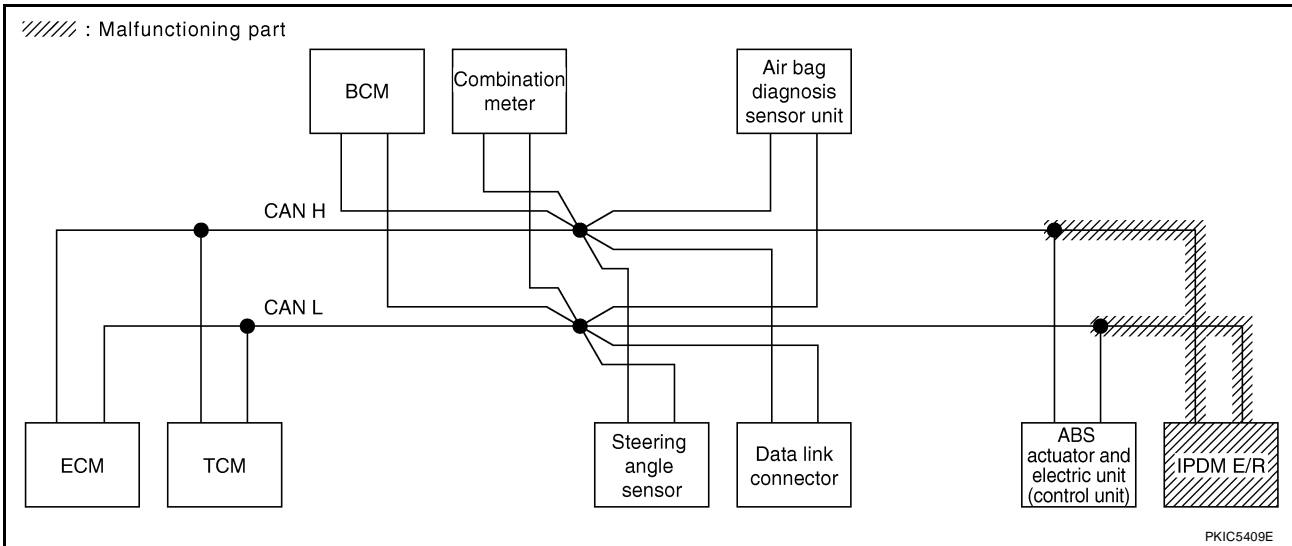 : Malfunctioning part
BCM
Combination
meter
Air bag
diagnosis
sensor unit
CAN H
CAN L
ECM
TCM
Steering
angle
sensor
Data link
connector
ABS
actuator and
electric unit
(control unit)
IPDM E/R
PKIC5409E